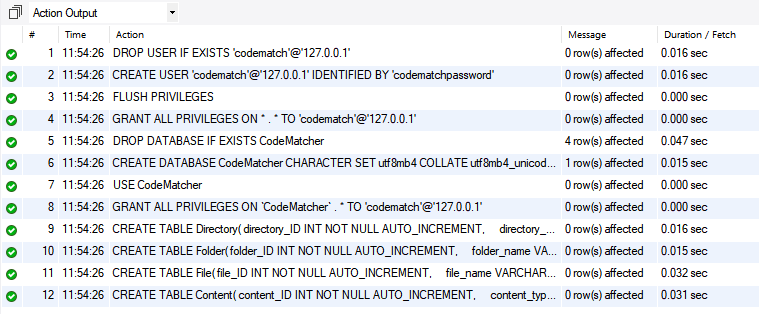 Action Output
# Time Action Message Duration / Fetch
1 11:54:26 DROP USER IF EXISTS 'codematch'@'127.0.0.1' 0 row(s) affected 0.016 sec
2 11:54:26 CREATE USER 'codematch'@'127.0.0.1' IDENTIFIED BY 'codematchpassword' 0 row(s) affected 0.016 sec
3 11:54:26 FLUSH PRIVILEGES 0 row(s) affected 0.000 sec
4 11:54:26 GRANT ALL PRIVILEGES ON * . * TO 'codematch'@'127.0.0.1' 0 row(s) affected 0.000 sec
5 11:54:26 DROP DATABASE IF EXISTS CodeMatcher 4 row(s) affected 0.047 sec
6 11:54:26 CREATE DATABASE CodeMatcher CHARACTER SET utf8mb4 COLLATE utf8mb4_unicod... 1 row(s) affected 0.015 sec
7 11:54:26 USE CodeMatcher 0 row(s) affected 0.000 sec
8 11:54:26 GRANT ALL PRIVILEGES ON `CodeMatcher` . * TO 'codematch'@'127.0.0.1' 0 row(s) affected 0.000 sec
9 11:54:26 CREATE TABLE Directory( directory_ID INT NOT NULL AUTO_INCREMENT, directory_... 0 row(s) affected 0.016 sec
10 11:54:26 CREATE TABLE Folder( folder_ID INT NOT NULL AUTO_INCREMENT, folder_name VA... 0 row(s) affected 0.015 sec
11 11:54:26 CREATE TABLE File( file_ID INT NOT NULL AUTO_INCREMENT, file_name VARCHAR... 0 row(s) affected 0.032 sec
12 11:54:26 CREATE TABLE Content( content_ID INT NOT NULL AUTO_INCREMENT, content_typ... 0 row(s) affected 0.031 sec